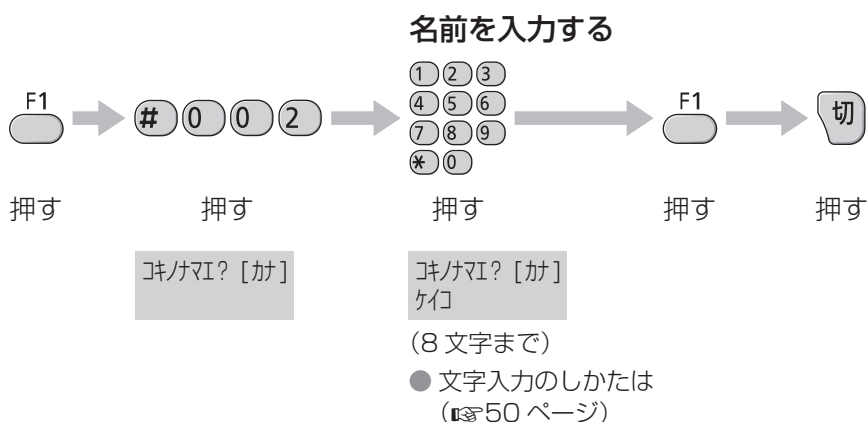 名前を入力する
F1
# 0 0 2
1 2 3
4 5 6
7 8 9
* 0
F1
切
押す 押す 押す 押す 押す
ｺｷﾉﾅﾏｴ? [ｶﾅ]
ｺｷﾉﾅﾏｴ? [ｶﾅ]
ｹｲｺ
（8 文字まで）
● 文字入力のしかたは
（☞50 ページ）